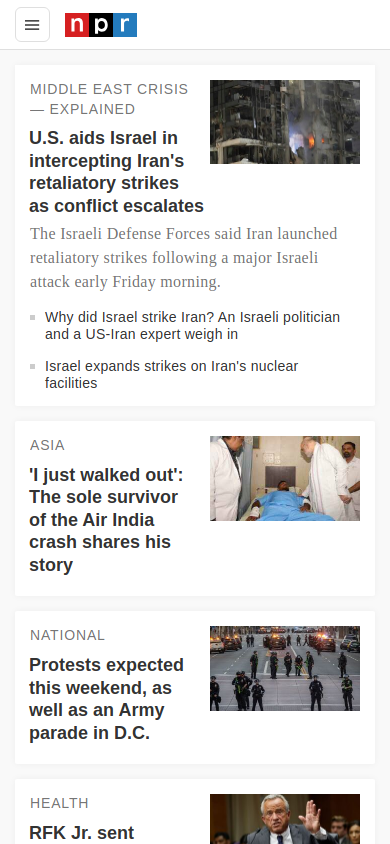 npr
MIDDLE EAST CRISIS
— EXPLAINED
U.S. aids Israel in
intercepting Iran's
retaliatory strikes
as conflict escalates
The Israeli Defense Forces said Iran launched
retaliatory strikes following a major Israeli
attack early Friday morning.
Why did Israel strike Iran? An Israeli politician
and a US-Iran expert weigh in
Israel expands strikes on Iran's nuclear
facilities
ASIA
'I just walked out':
The sole survivor
of the Air India
crash shares his
story
NATIONAL
Protests expected
this weekend, as
well as an Army
parade in D.C.
HEALTH
RFK Jr. sent